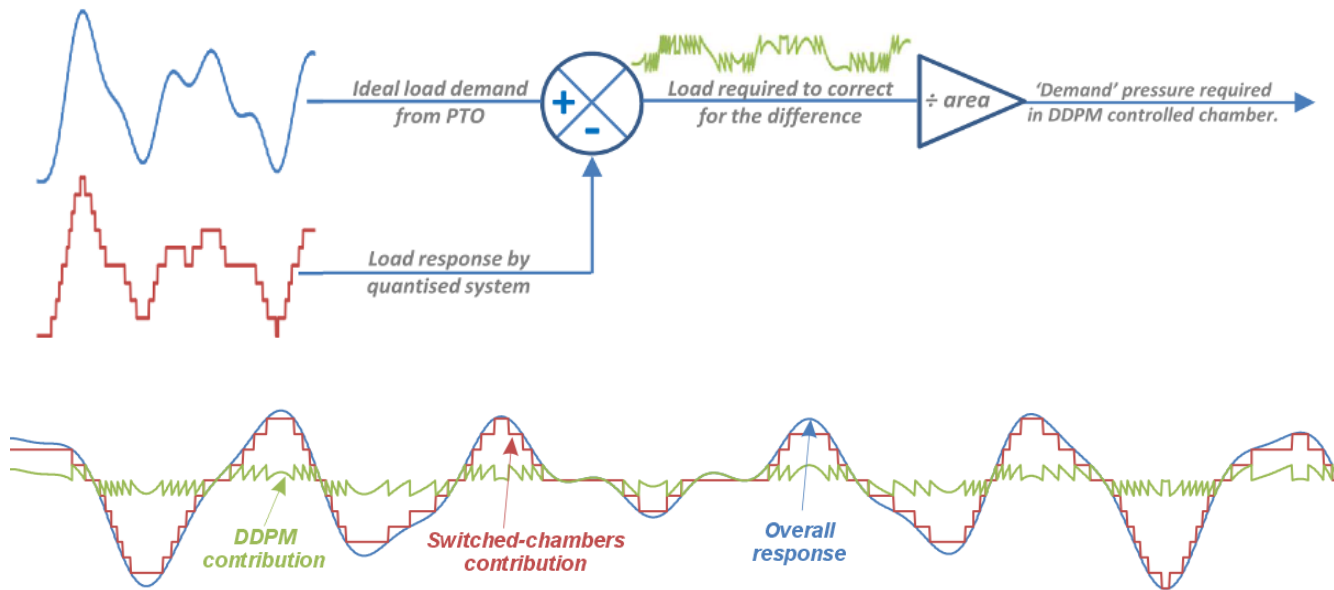 Ideal load demand
from PTO
+
-
Load required to correct
for the difference
÷ area
‘Demand’ pressure required
in DDPM controlled chamber.
Load response by
quantised system
DDPM
contribution
Switched-chambers
contribution
Overall
response